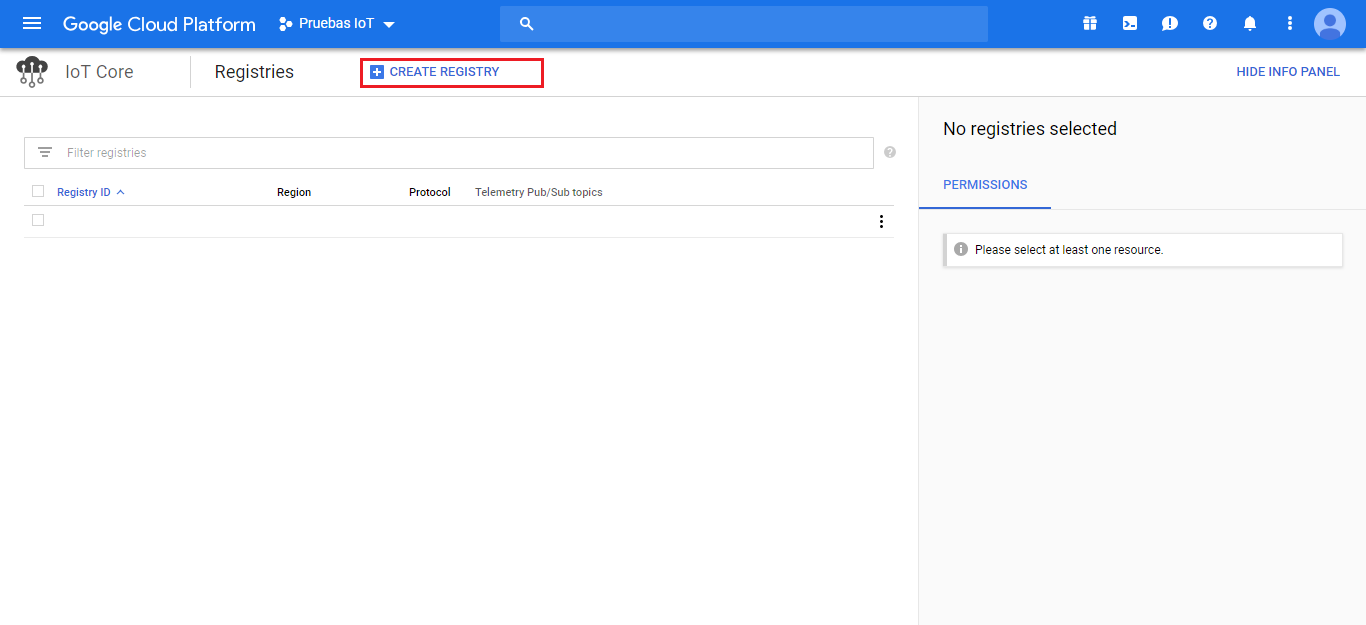 Google Cloud Platform Pruebas IoT
IoT Core Registries CREATE REGISTRY HIDE INFO PANEL
No registries selected
Filter registries
PERMISSIONS
Registry ID Region Protocol Telemetry Pub/Sub topics
Please select at least one resource.